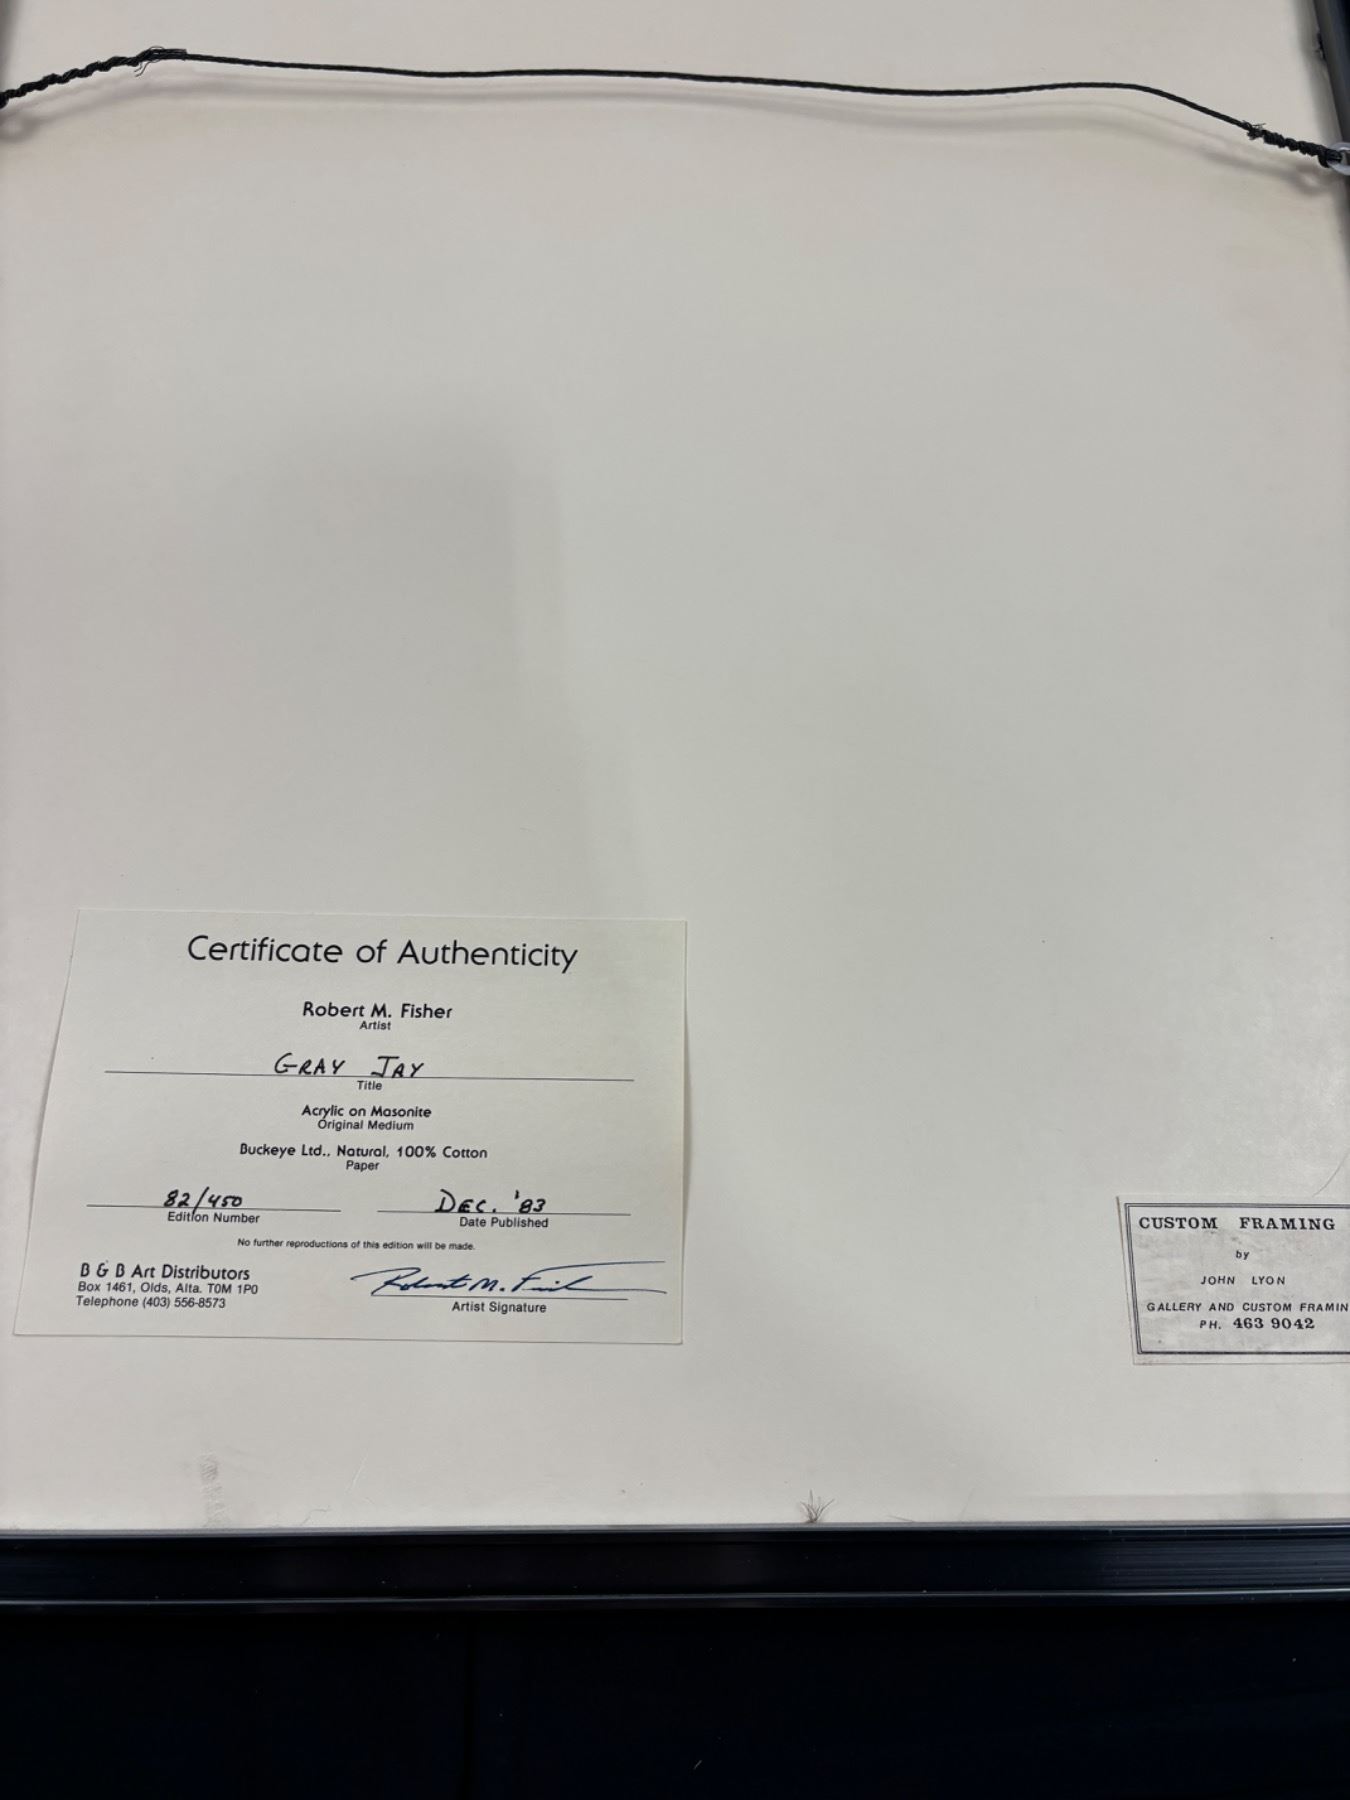 Certificate of Authenticity
Robert M. Fisher
Artist
GRAY JAY
Title
Acrylic on Masonite
Original Medium
Buckeye Ltd., Natural, 100% Cotton
Paper
82/450
Edition Number
DEC. '83
Date Published
No further reproductions of this edition will be made.
B & B Art Distributors
Box 1461, Olds, Alta. T0M 1P0
Telephone (403) 556-8573
Robert M. Fisher
Artist Signature
CUSTOM FRAMING
by
JOHN LYON
GALLERY AND CUSTOM FRAMIN
PH. 463 9042